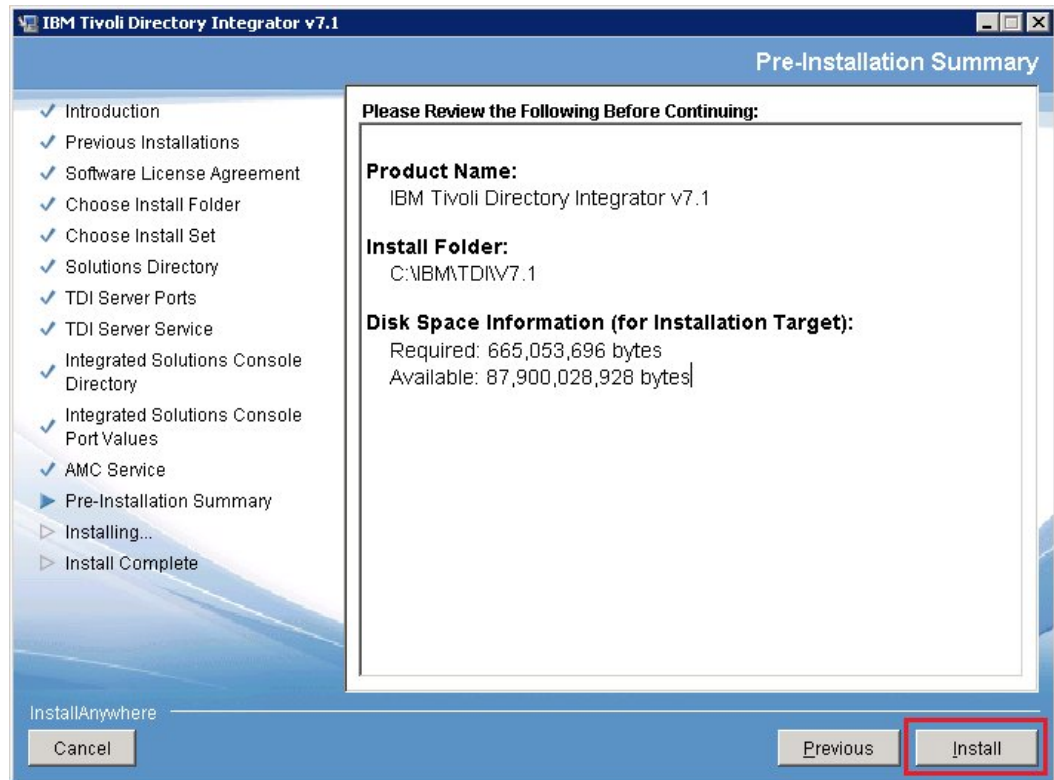 IBM Tivoli Directory Integrator v7.1
Pre-Installation Summary
Introduction
Previous Installations
Software License Agreement
Choose Install Folder
Choose Install Set
Solutions Directory
TDI Server Ports
TDI Server Service
Integrated Solutions Console
Directory
Integrated Solutions Console
Port Values
AMC Service
Pre-Installation Summary
Installing...
Install Complete
Please Review the Following Before Continuing:
Product Name:
IBM Tivoli Directory Integrator v7.1
Install Folder:
C:\IBM\TDI\V7.1
Disk Space Information (for Installation Target):
Required: 665,053,696 bytes
Available: 87,900,028,928 bytes
InstallAnywhere
Cancel
Previous
Install